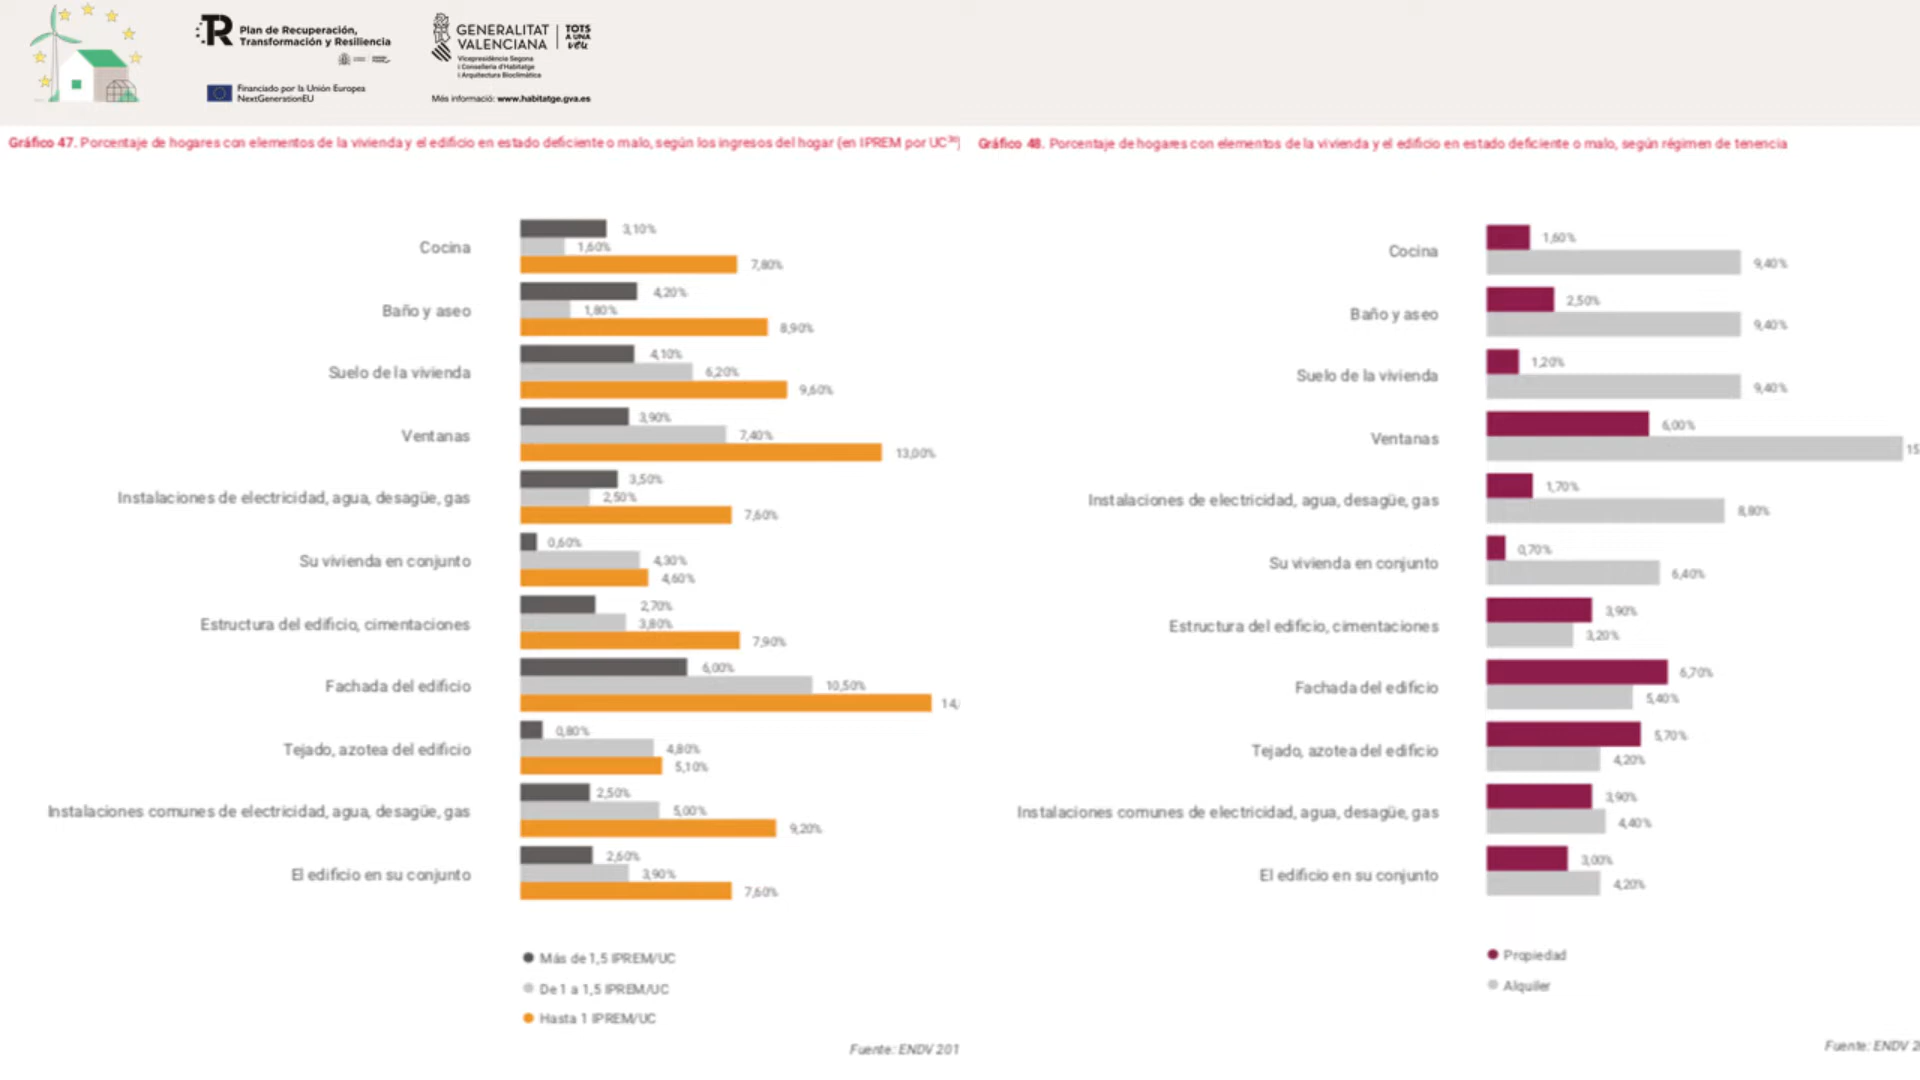 Plan de Recuperación,
Transformación y Resiliencia
Financiado por la Unión Europea
NextGenerationEU
GENERALITAT
VALENCIANA
TOTS
A UNA
veu
Vicepresidència Segona
i Conselleria d'Habitatge
i Arquitectura Bioclimàtica
Més informació: www.habitatge.gva.es
Gráfico 47. Porcentaje de hogares con elementos de la vivienda y el edificio en estado deficiente o malo, según los ingresos del hogar (en IPREM por UC
Cocina
3,10%
1,60%
7,80%
Baño y aseo
4,20%
1,80%
8,90%
Suelo de la vivienda
4,10%
6,20%
9,60%
Ventanas
3,90%
7,40%
13,00%
Instalaciones de electricidad, agua, desagüe, gas
3,50%
2,50%
7,60%
Su vivienda en conjunto
0,60%
4,30%
4,60%
Estructura del edificio, cimentaciones
2,70%
3,80%
7,90%
Fachada del edificio
6,00%
10,50%
14,
Tejado, azotea del edificio
0,80%
4,80%
5,10%
Instalaciones comunes de electricidad, agua, desagüe, gas
2,50%
5,00%
9,20%
El edificio en su conjunto
2,60%
3,90%
7,60%
Más de 1,5 IPREM/UC
De 1 a 1,5 IPREM/UC
Hasta 1 IPREM/UC
Fuente: ENDV 201
Gráfico 48. Porcentaje de hogares con elementos de la vivienda y el edificio en estado deficiente o malo, según régimen de tenencia
Cocina
1,60%
9,40%
Baño y aseo
2,50%
9,40%
Suelo de la vivienda
1,20%
9,40%
Ventanas
6,00%
15
Instalaciones de electricidad, agua, desagüe, gas
1,70%
8,80%
Su vivienda en conjunto
0,70%
6,40%
Estructura del edificio, cimentaciones
3,90%
3,20%
Fachada del edificio
6,70%
5,40%
Tejado, azotea del edificio
5,70%
4,20%
Instalaciones comunes de electricidad, agua, desagüe, gas
3,90%
4,40%
El edificio en su conjunto
3,00%
4,20%
Propiedad
Alquiler
Fuente: ENDV 2